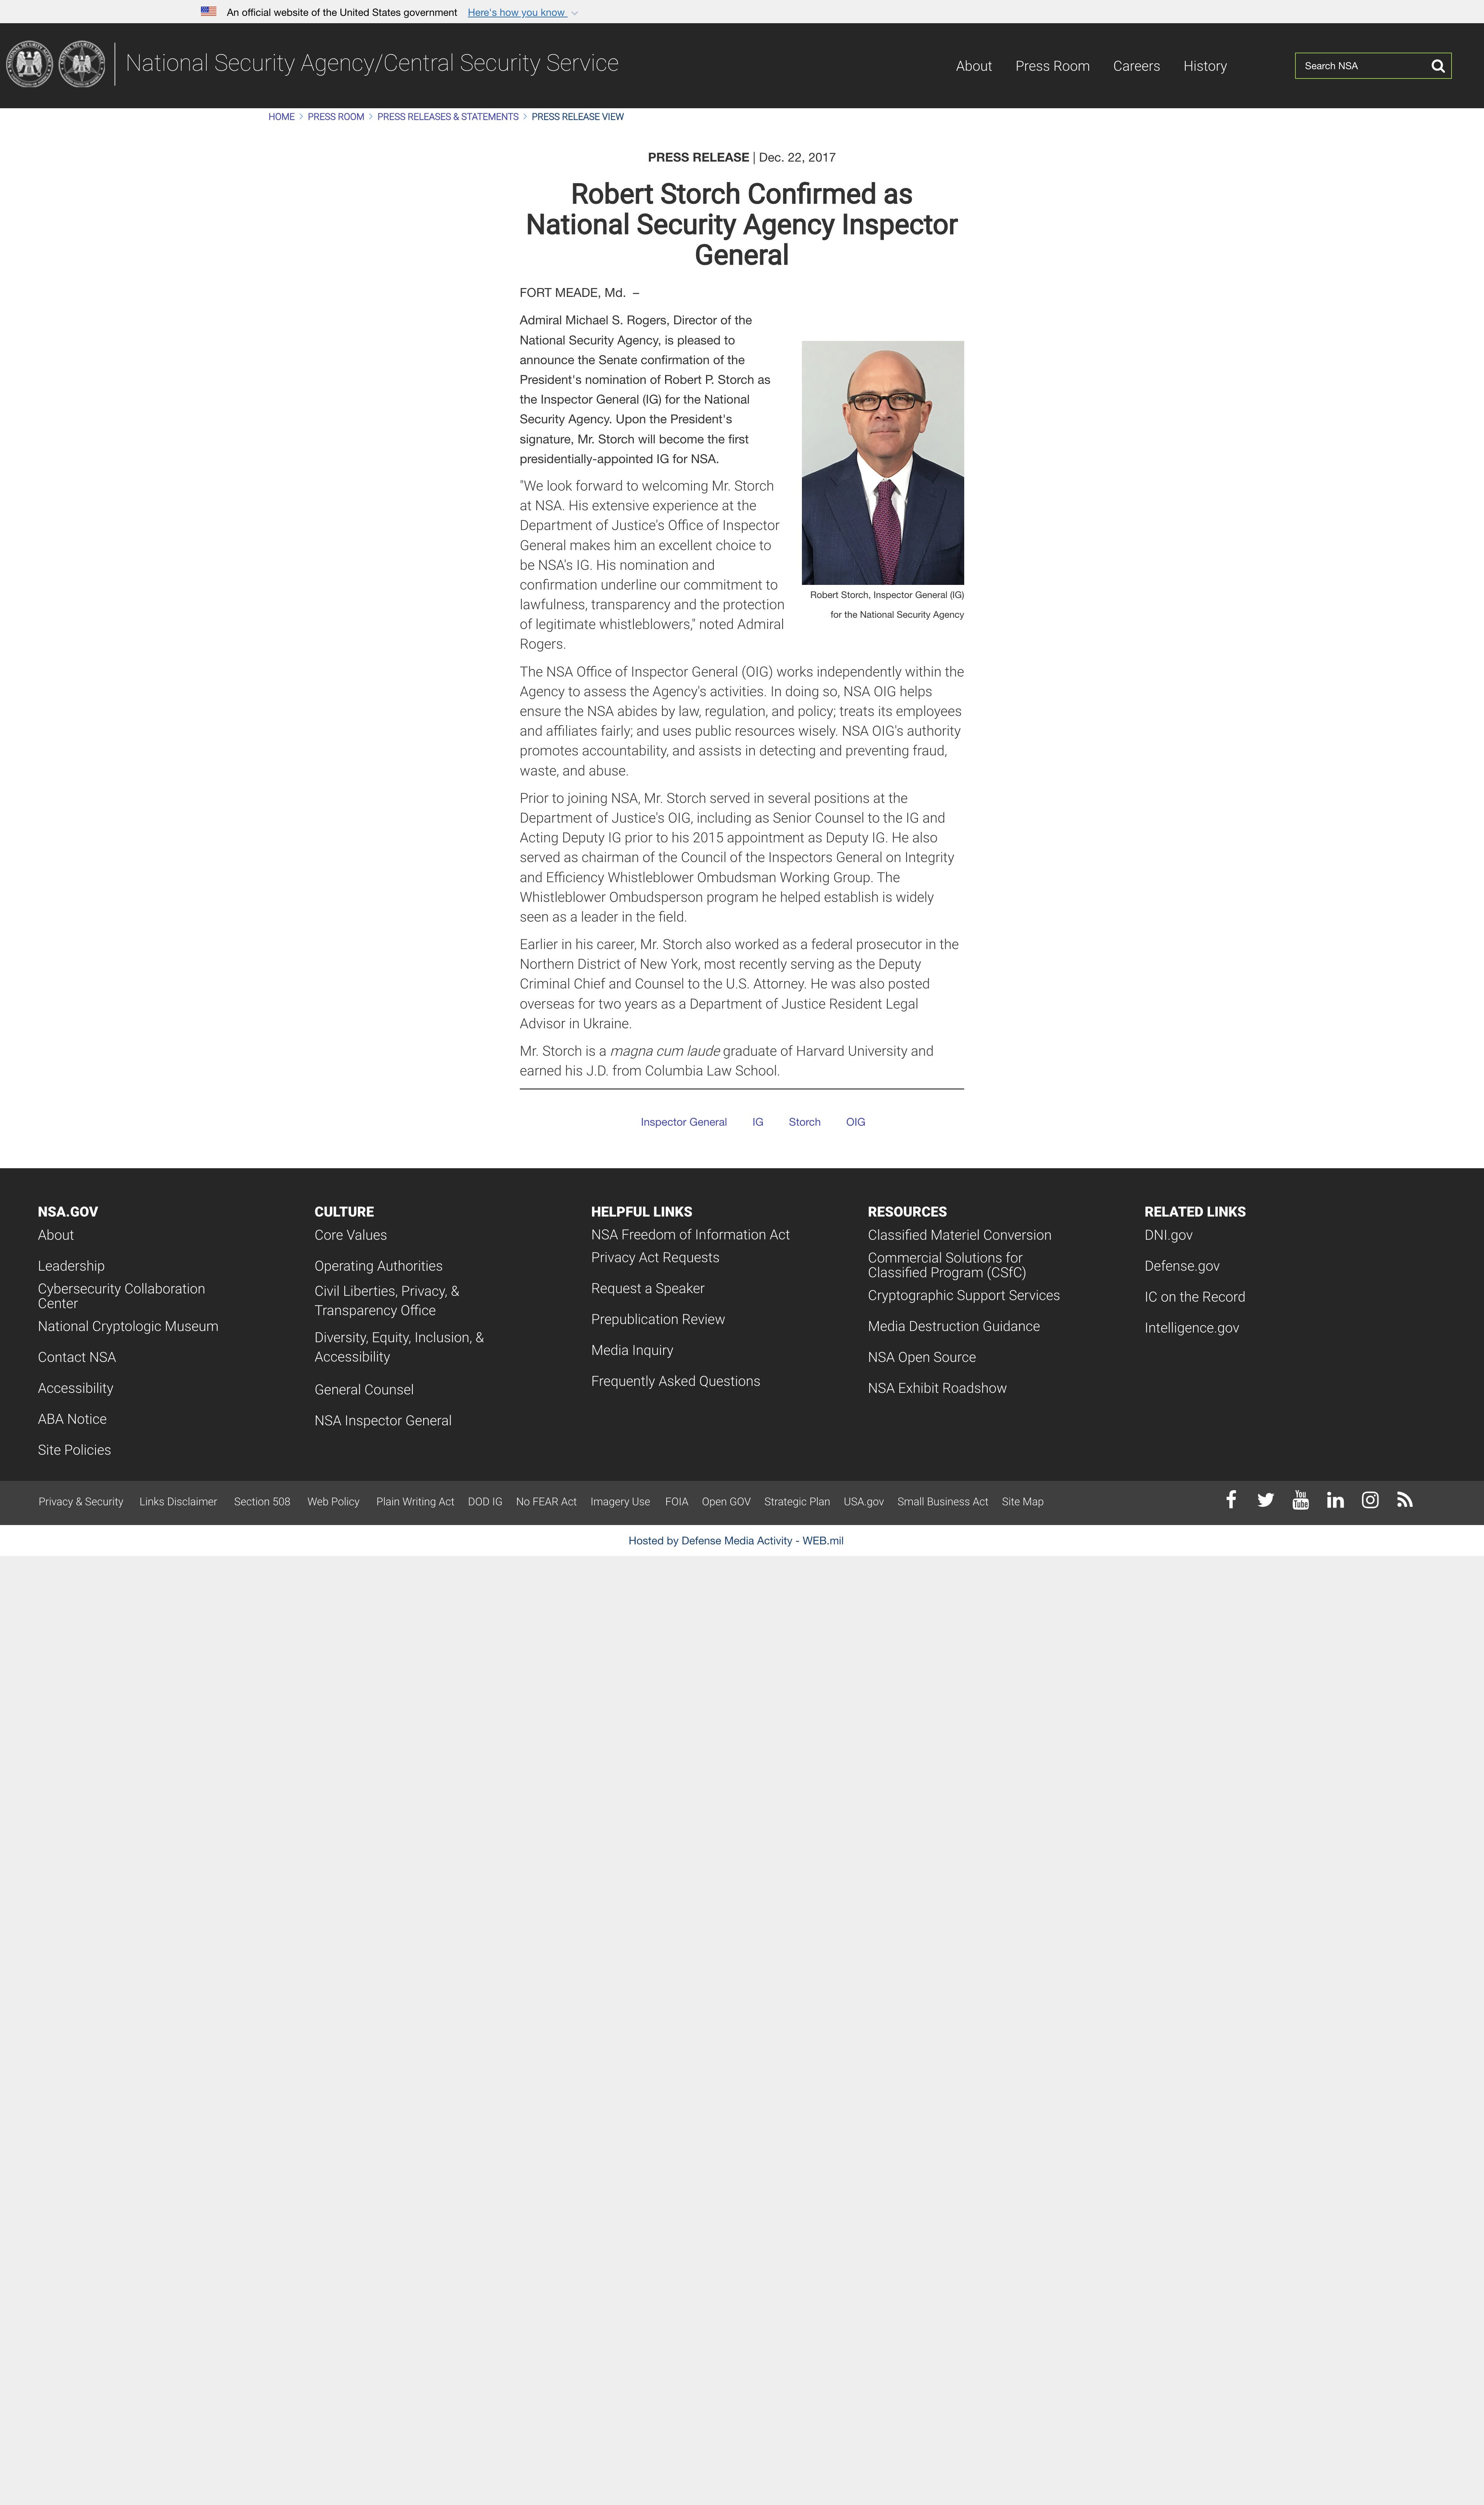 An official website of the United States government Here's how you know
National Security Agency/Central Security Service
About Press Room Careers History
Search NSA
HOME > PRESS ROOM > PRESS RELEASES & STATEMENTS > PRESS RELEASE VIEW
PRESS RELEASE | Dec. 22, 2017
Robert Storch Confirmed as
National Security Agency Inspector
General
FORT MEADE, Md. –
Admiral Michael S. Rogers, Director of the
National Security Agency, is pleased to
announce the Senate confirmation of the
President's nomination of Robert P. Storch as
the Inspector General (IG) for the National
Security Agency. Upon the President's
signature, Mr. Storch will become the first
presidentially-appointed IG for NSA.
"We look forward to welcoming Mr. Storch
at NSA. His extensive experience at the
Department of Justice's Office of Inspector
General makes him an excellent choice to
be NSA's IG. His nomination and
confirmation underline our commitment to
lawfulness, transparency and the protection
of legitimate whistleblowers," noted Admiral
Rogers.
Robert Storch, Inspector General (IG)
for the National Security Agency
The NSA Office of Inspector General (OIG) works independently within the
Agency to assess the Agency's activities. In doing so, NSA OIG helps
ensure the NSA abides by law, regulation, and policy; treats its employees
and affiliates fairly; and uses public resources wisely. NSA OIG's authority
promotes accountability, and assists in detecting and preventing fraud,
waste, and abuse.
Prior to joining NSA, Mr. Storch served in several positions at the
Department of Justice's OIG, including as Senior Counsel to the IG and
Acting Deputy IG prior to his 2015 appointment as Deputy IG. He also
served as chairman of the Council of the Inspectors General on Integrity
and Efficiency Whistleblower Ombudsman Working Group. The
Whistleblower Ombudsperson program he helped establish is widely
seen as a leader in the field.
Earlier in his career, Mr. Storch also worked as a federal prosecutor in the
Northern District of New York, most recently serving as the Deputy
Criminal Chief and Counsel to the U.S. Attorney. He was also posted
overseas for two years as a Department of Justice Resident Legal
Advisor in Ukraine.
Mr. Storch is a magna cum laude graduate of Harvard University and
earned his J.D. from Columbia Law School.
Inspector General IG Storch OIG
NSA.GOV
About
Leadership
Cybersecurity Collaboration
Center
National Cryptologic Museum
Contact NSA
Accessibility
ABA Notice
Site Policies
CULTURE
Core Values
Operating Authorities
Civil Liberties, Privacy, &
Transparency Office
Diversity, Equity, Inclusion, &
Accessibility
General Counsel
NSA Inspector General
HELPFUL LINKS
NSA Freedom of Information Act
Privacy Act Requests
Request a Speaker
Prepublication Review
Media Inquiry
Frequently Asked Questions
RESOURCES
Classified Materiel Conversion
Commercial Solutions for
Classified Program (CSfC)
Cryptographic Support Services
Media Destruction Guidance
NSA Open Source
NSA Exhibit Roadshow
RELATED LINKS
DNI.gov
Defense.gov
IC on the Record
Intelligence.gov
Privacy & Security Links Disclaimer Section 508 Web Policy Plain Writing Act DOD IG No FEAR Act Imagery Use FOIA Open GOV Strategic Plan USA.gov Small Business Act Site Map
You
Tube
Hosted by Defense Media Activity - WEB.mil